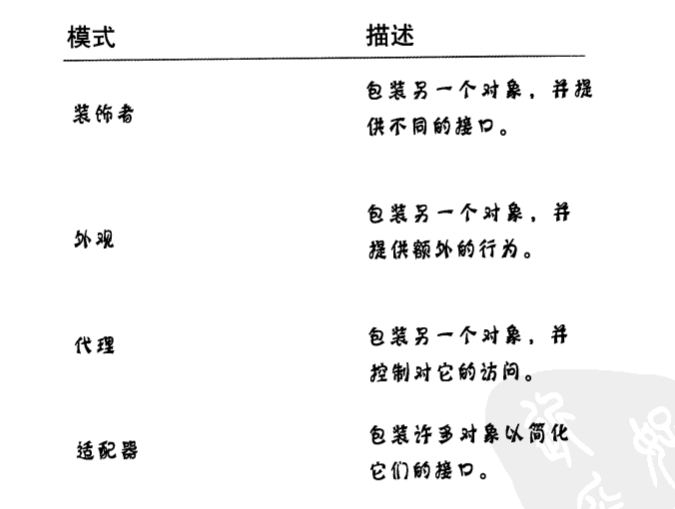 模式 描述
装饰者 包装另一个对象，并提
供不同的接口。
外观 包装另一个对象，并
提供额外的行为。
代理 包装另一个对象，并
控制对它的访问。
适配器 包装许多对象以简化
它们的接口。